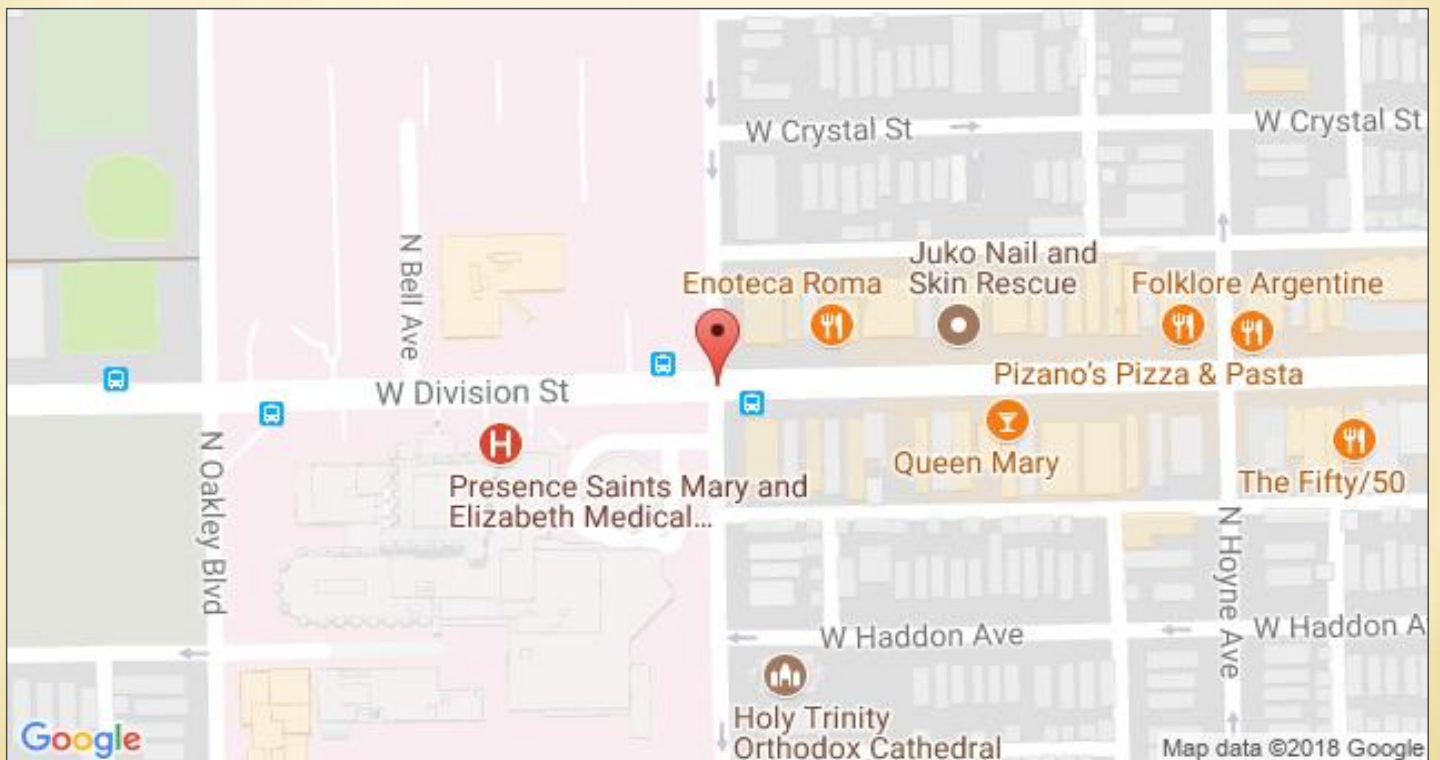 W Crystal St
W Crystal St
N Bell Ave
Juko Nail and
Skin Rescue
Enoteca Roma
Folklore Argentine
W Division St
Pizano's Pizza & Pasta
Queen Mary
The Fifty/50
H
Presence Saints Mary and
Elizabeth Medical...
N Oakley Blvd
N Hoyne Ave
W Haddon Ave
W Haddon A
Holy Trinity
Orthodox Cathedral
Google
Map data ©2018 Google